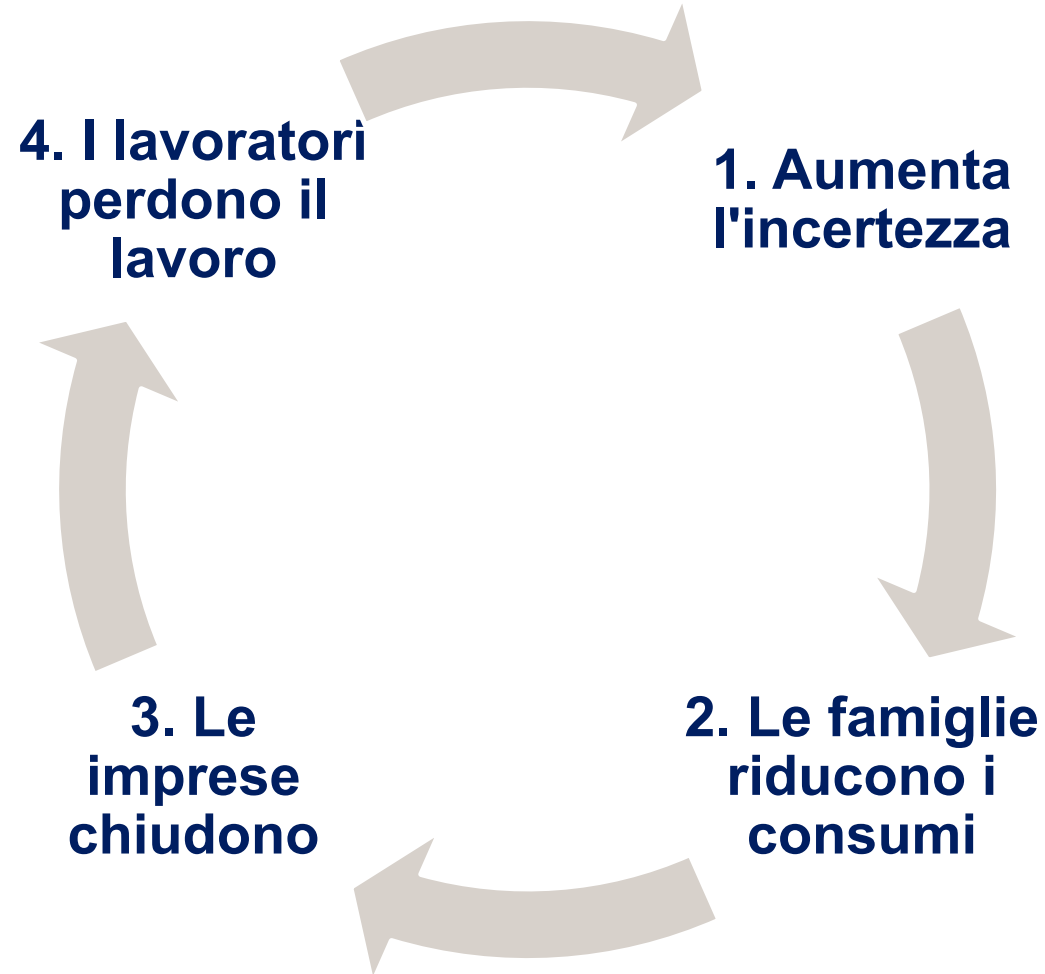 1. Aumenta
l'incertezza
2. Le famiglie
riducono i
consumi
3. Le
imprese
chiudono
4. I lavoratori
perdono il
lavoro